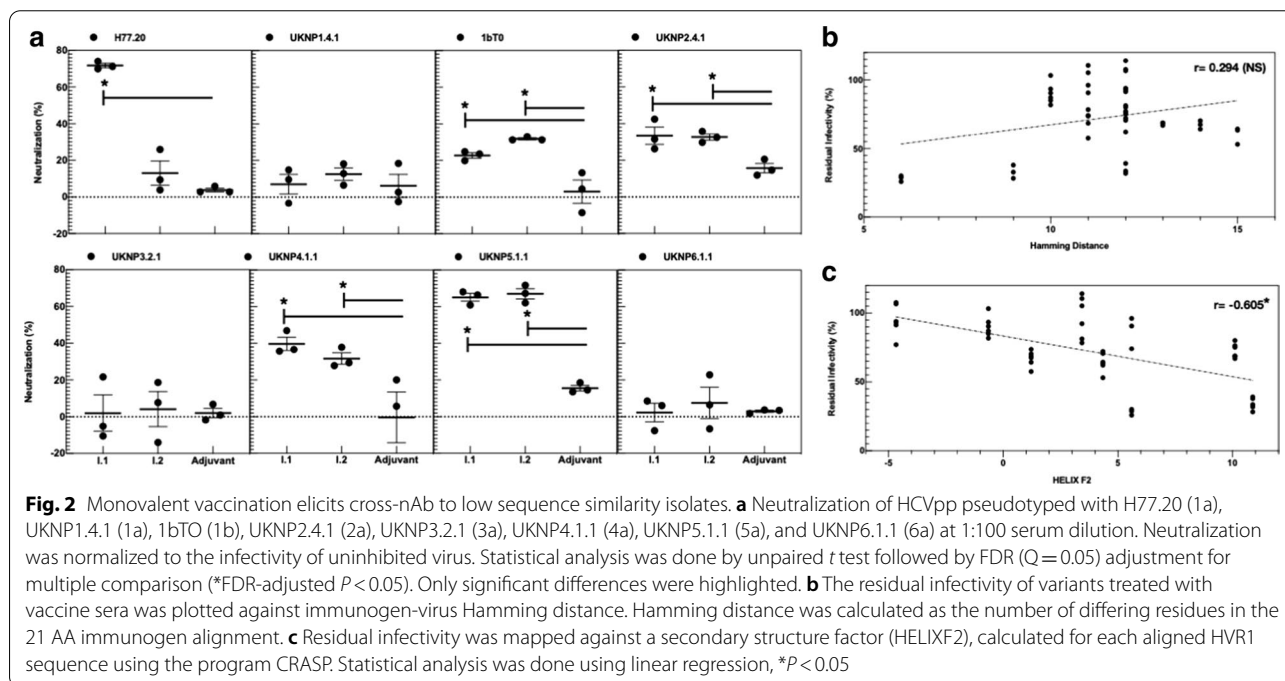 a
H77.20
UKNP1.4.1
1bT0
UKNP2.4.1
80
60
40
20
0
-20
Neutralization (%)
*
*
*
*
*
UKNP3.2.1
UKNP4.1.1
UKNP5.1.1
UKNP6.1.1
80
60
40
20
0
-20
Neutralization (%)
*
*
*
*
I.1 I.2 Adjuvant
I.1 I.2 Adjuvant
I.1 I.2 Adjuvant
I.1 I.2 Adjuvant
b
r= 0.294 (NS)
100
50
0
Residual Infectivity (%)
5 10 15
Hamming Distance
c
r= -0.605*
100
50
0
Residual Infectivity (%)
-5 0 5 10
HELIX F2
Fig. 2 Monovalent vaccination elicits cross-nAb to low sequence similarity isolates. a Neutralization of HCVpp pseudotyped with H77.20 (1a),
UKNP1.4.1 (1a), 1bTO (1b), UKNP2.4.1 (2a), UKNP3.2.1 (3a), UKNP4.1.1 (4a), UKNP5.1.1 (5a), and UKNP6.1.1 (6a) at 1:100 serum dilution. Neutralization
was normalized to the infectivity of uninhibited virus. Statistical analysis was done by unpaired t test followed by FDR (Q = 0.05) adjustment for
multiple comparison (*FDR-adjusted P < 0.05). Only significant differences were highlighted. b The residual infectivity of variants treated with
vaccine sera was plotted against immunogen-virus Hamming distance. Hamming distance was calculated as the number of differing residues in the
21 AA immunogen alignment. c Residual infectivity was mapped against a secondary structure factor (HELIXF2), calculated for each aligned HVR1
sequence using the program CRASP. Statistical analysis was done using linear regression, *P < 0.05